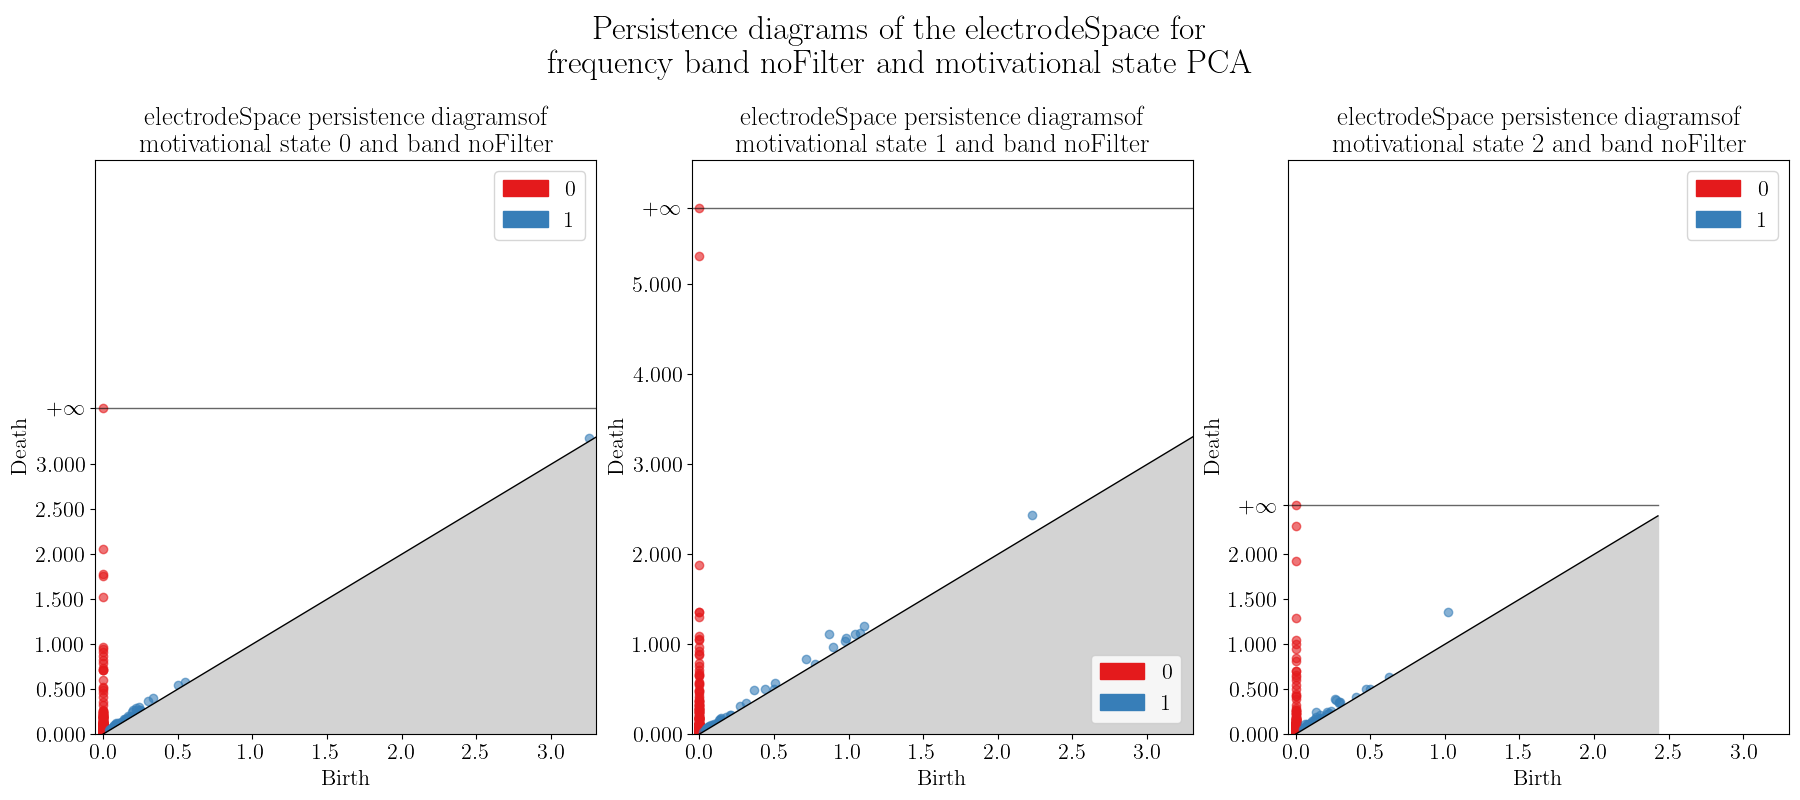 Persistence diagrams of the electrodeSpace for
frequency band noFilter and motivational state PCA
electrodeSpace persistence diagramsof
motivational state 0 and band noFilter
0
1
+∞
3.000
2.500
2.000
1.500
1.000
0.500
0.000
Death
0.0 0.5 1.0 1.5 2.0 2.5 3.0
Birth
electrodeSpace persistence diagramsof
motivational state 1 and band noFilter
+∞
5.000
4.000
3.000
2.000
1.000
0.000
Death
0
1
0.0 0.5 1.0 1.5 2.0 2.5 3.0
Birth
electrodeSpace persistence diagramsof
motivational state 2 and band noFilter
0
1
+∞
2.000
1.500
1.000
0.500
0.000
Death
0.0 0.5 1.0 1.5 2.0 2.5 3.0
Birth